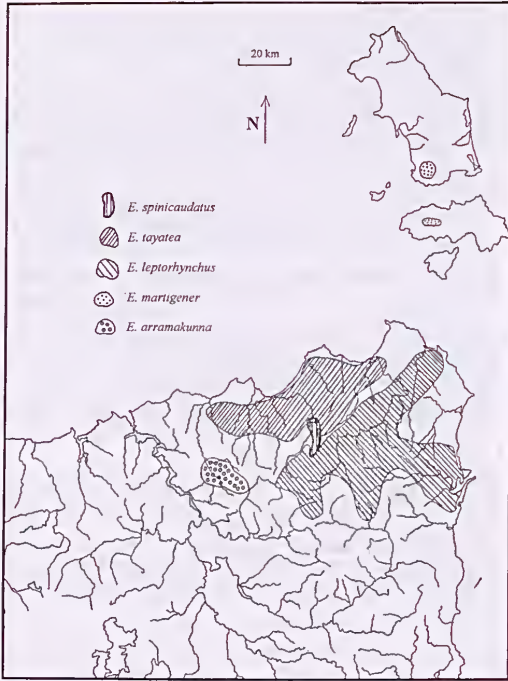 20 km
N
E. spinicaudatus
E. tayatea
E. leptorhynchus
E. martigener
E. arramakunna